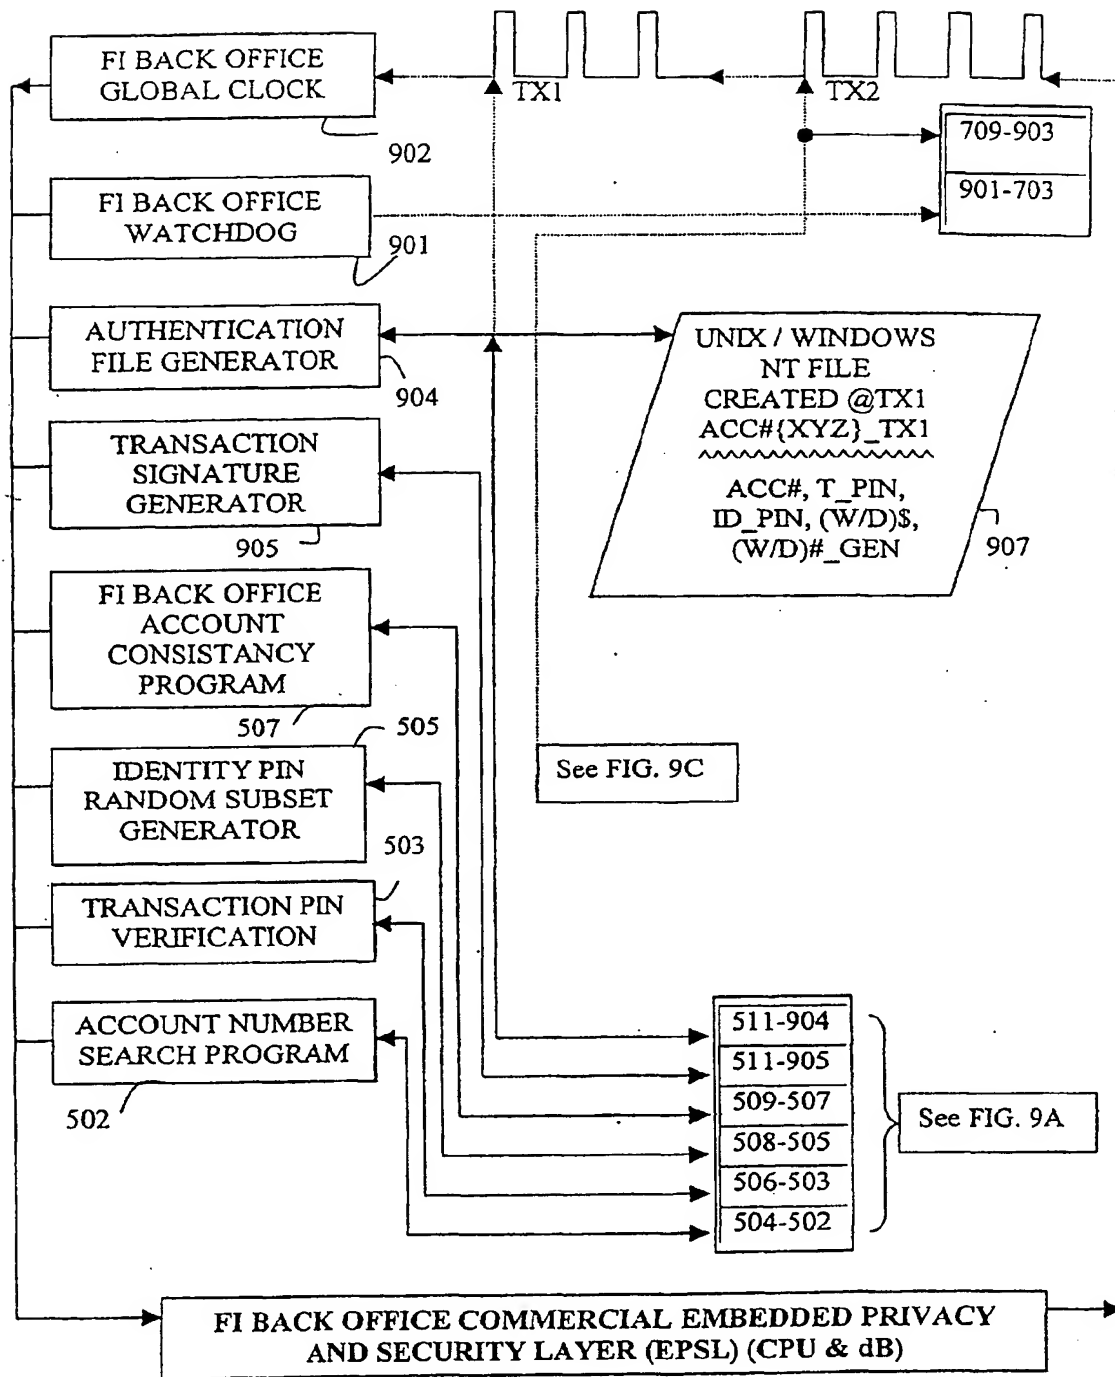 FI BACK OFFICE
GLOBAL CLOCK
902
TX1
TX2
709-903
901-703
FI BACK OFFICE
WATCHDOG
901
AUTHENTICATION
FILE GENERATOR
904
UNIX / WINDOWS
NT FILE
CREATED @TX1
ACC#{XYZ}_TX1
^^^^^^^^^^^^^^^^^
ACC#, T_PIN,
ID_PIN, (W/D)$,
(W/D)#_GEN
907
TRANSACTION
SIGNATURE
GENERATOR
905
FI BACK OFFICE
ACCOUNT
CONSISTANCY
PROGRAM
507
505
IDENTITY PIN
RANDOM SUBSET
GENERATOR
See FIG. 9C
503
TRANSACTION PIN
VERIFICATION
ACCOUNT NUMBER
SEARCH PROGRAM
502
511-904
511-905
509-507
508-505
506-503
504-502
See FIG. 9A
FI BACK OFFICE COMMERCIAL EMBEDDED PRIVACY
AND SECURITY LAYER (EPSL) (CPU & dB)